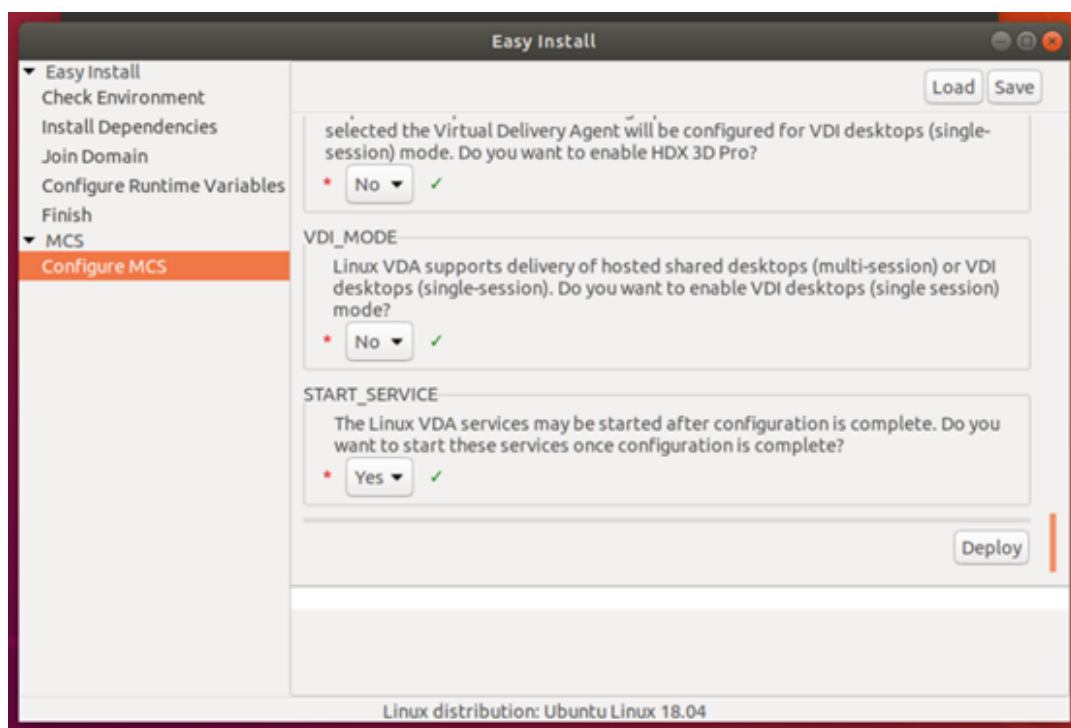 Easy Install
Easy Install
Check Environment
Install Dependencies
Join Domain
Configure Runtime Variables
Finish
MCS
Configure MCS
Load Save
selected the Virtual Delivery Agent will be configured for VDI desktops (single-
session) mode. Do you want to enable HDX 3D Pro?
* No ✓
VDI_MODE
Linux VDA supports delivery of hosted shared desktops (multi-session) or VDI
desktops (single-session). Do you want to enable VDI desktops (single session)
mode?
* No ✓
START_SERVICE
The Linux VDA services may be started after configuration is complete. Do you
want to start these services once configuration is complete?
* Yes ✓
Deploy
Linux distribution: Ubuntu Linux 18.04